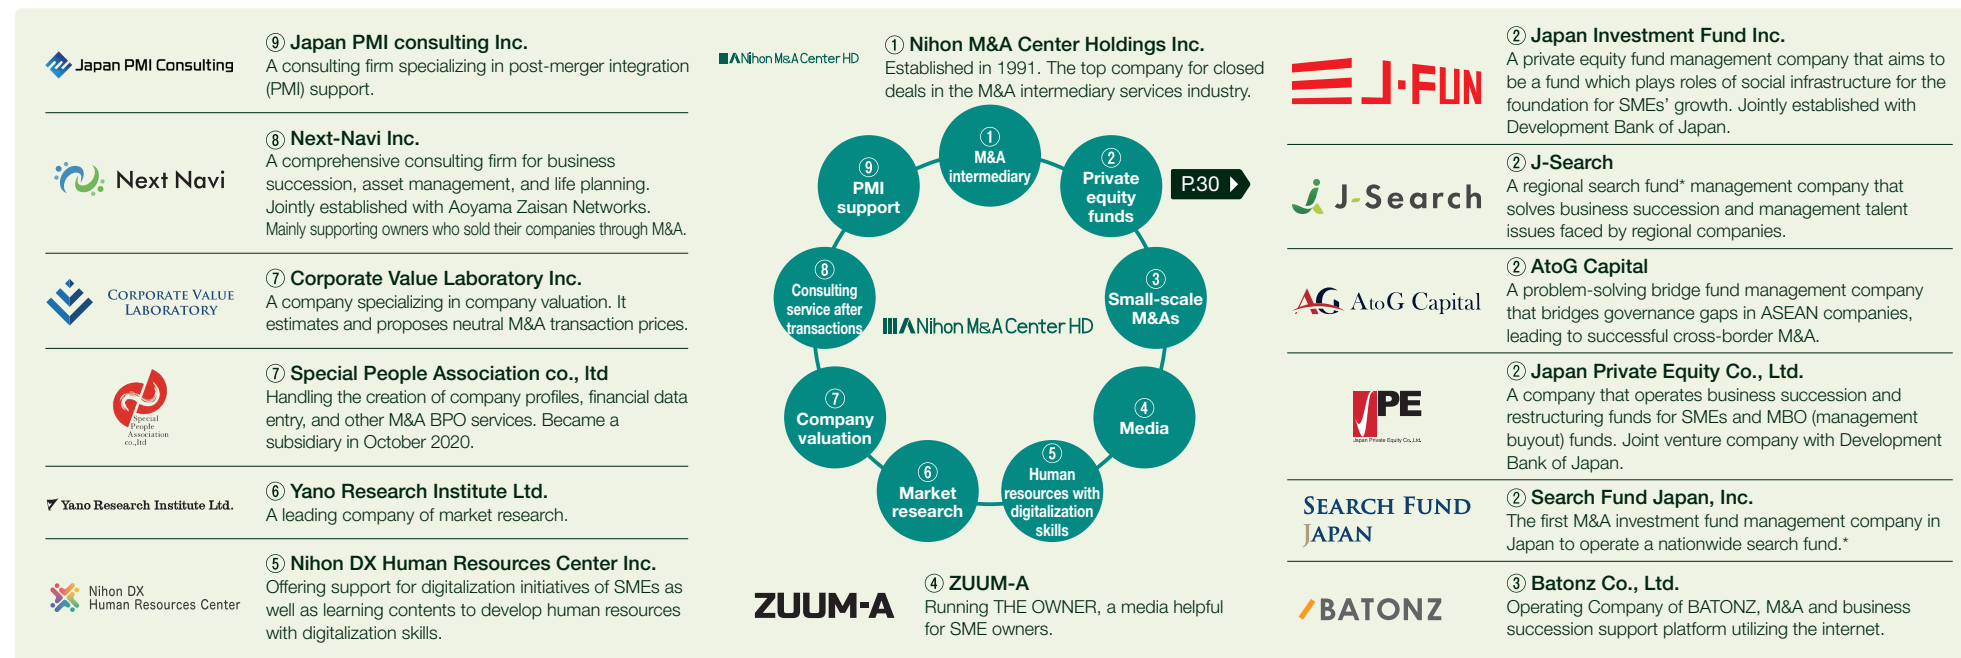 Japan PMI Consulting
⑨ Japan PMI consulting Inc.
A consulting firm specializing in post-merger integration
(PMI) support.
Next Navi
⑧ Next-Navi Inc.
A comprehensive consulting firm for business
succession, asset management, and life planning.
Jointly established with Aoyama Zaisan Networks.
Mainly supporting owners who sold their companies through M&A.
CORPORATE VALUE
LABORATORY
⑦ Corporate Value Laboratory Inc.
A company specializing in company valuation. It
estimates and proposes neutral M&A transaction prices.
Special
People
Association
co.,ltd
⑦ Special People Association co., ltd
Handling the creation of company profiles, financial data
entry, and other M&A BPO services. Became a
subsidiary in October 2020.
Yano Research Institute Ltd.
⑥ Yano Research Institute Ltd.
A leading company of market research.
Nihon DX
Human Resources Center
⑤ Nihon DX Human Resources Center Inc.
Offering support for digitalization initiatives of SMEs as
well as learning contents to develop human resources
with digitalization skills.
Nihon M&A Center HD
① Nihon M&A Center Holdings Inc.
Established in 1991. The top company for closed
deals in the M&A intermediary services industry.
①
M&A
intermediary
②
Private
equity
funds
P.30
③
Small-scale
M&As
④
Media
⑤
Human
resources with
digitalization
skills
⑥
Market
research
⑦
Company
valuation
⑧
Consulting
service after
transactions
⑨
PMI
support
Nihon M&A Center HD
ZUUM-A
④ ZUUM-A
Running THE OWNER, a media helpful
for SME owners.
J-FUN
② Japan Investment Fund Inc.
A private equity fund management company that aims to
be a fund which plays roles of social infrastructure for the
foundation for SMEs’ growth. Jointly established with
Development Bank of Japan.
J-Search
② J-Search
A regional search fund* management company that
solves business succession and management talent
issues faced by regional companies.
AG AtoG Capital
② AtoG Capital
A problem-solving bridge fund management company
that bridges governance gaps in ASEAN companies,
leading to successful cross-border M&A.
JPE
Japan Private Equity Co.,Ltd.
② Japan Private Equity Co., Ltd.
A company that operates business succession and
restructuring funds for SMEs and MBO (management
buyout) funds. Joint venture company with Development
Bank of Japan.
SEARCH FUND
JAPAN
② Search Fund Japan, Inc.
The first M&A investment fund management company in
Japan to operate a nationwide search fund.*
BATONZ
③ Batonz Co., Ltd.
Operating Company of BATONZ, M&A and business
succession support platform utilizing the internet.